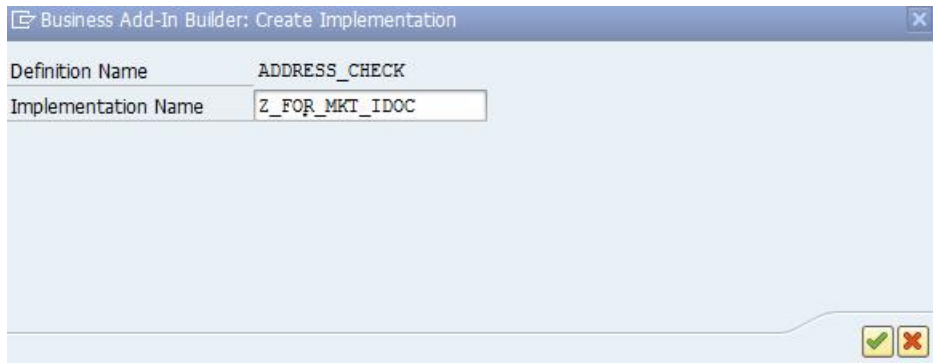 Business Add-In Builder: Create Implementation
Definition Name ADDRESS_CHECK
Implementation Name Z_FOR_MKT_IDOC